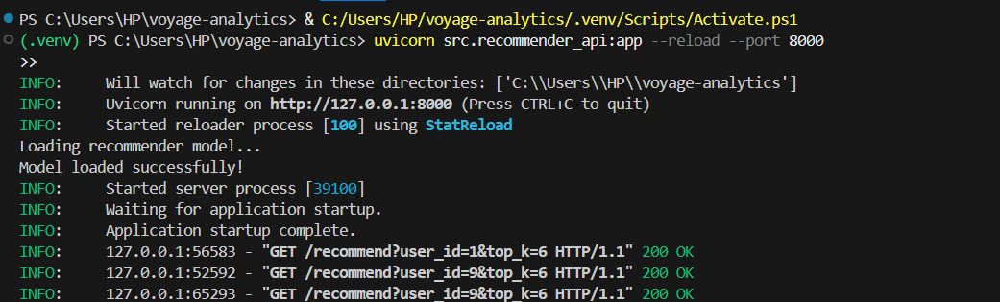 PS C:\Users\HP\voyage-analytics> & C:/Users/HP/voyage-analytics/.venv/Scripts/Activate.ps1
(.venv) PS C:\Users\HP\voyage-analytics> uvicorn src.recommender_api:app --reload --port 8000
>>
INFO:     Will watch for changes in these directories: ['C:\\Users\\HP\\voyage-analytics']
INFO:     Uvicorn running on http://127.0.0.1:8000 (Press CTRL+C to quit)
INFO:     Started reloader process [100] using StatReload
Loading recommender model...
Model loaded successfully!
INFO:     Started server process [39100]
INFO:     Waiting for application startup.
INFO:     Application startup complete.
INFO:     127.0.0.1:56583 - "GET /recommend?user_id=1&top_k=6 HTTP/1.1" 200 OK
INFO:     127.0.0.1:52592 - "GET /recommend?user_id=9&top_k=6 HTTP/1.1" 200 OK
INFO:     127.0.0.1:65293 - "GET /recommend?user_id=9&top_k=6 HTTP/1.1" 200 OK